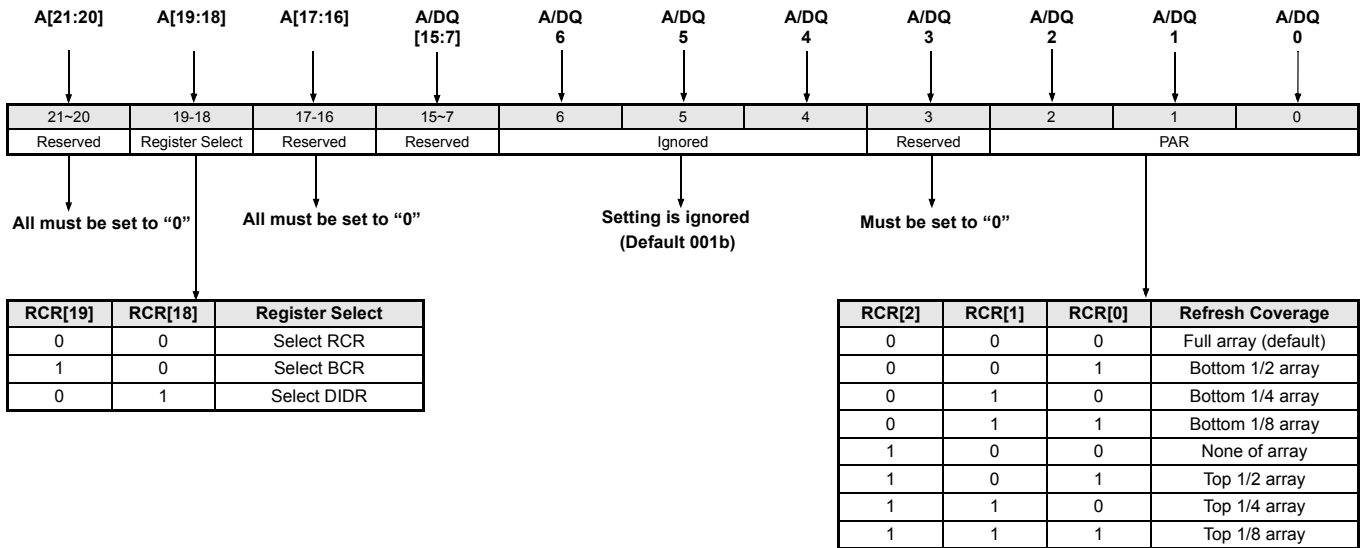 A[21:20] A[19:18] A[17:16] A/DQ A/DQ A/DQ A/DQ A/DQ A/DQ A/DQ A/DQ
[15:7] 6 5 4 3 2 1 0
21~20 19-18 17-16 15~7 6 5 4 3 2 1 0
Reserved Register Select Reserved Reserved Ignored Reserved PAR
All must be set to “0” All must be set to “0” Setting is ignored Must be set to “0”
(Default 001b)
RCR[19] RCR[18] Register Select
0 0 Select RCR
1 0 Select BCR
0 1 Select DIDR
RCR[2] RCR[1] RCR[0] Refresh Coverage
0 0 0 Full array (default)
0 0 1 Bottom 1/2 array
0 1 0 Bottom 1/4 array
0 1 1 Bottom 1/8 array
1 0 0 None of array
1 0 1 Top 1/2 array
1 1 0 Top 1/4 array
1 1 1 Top 1/8 array